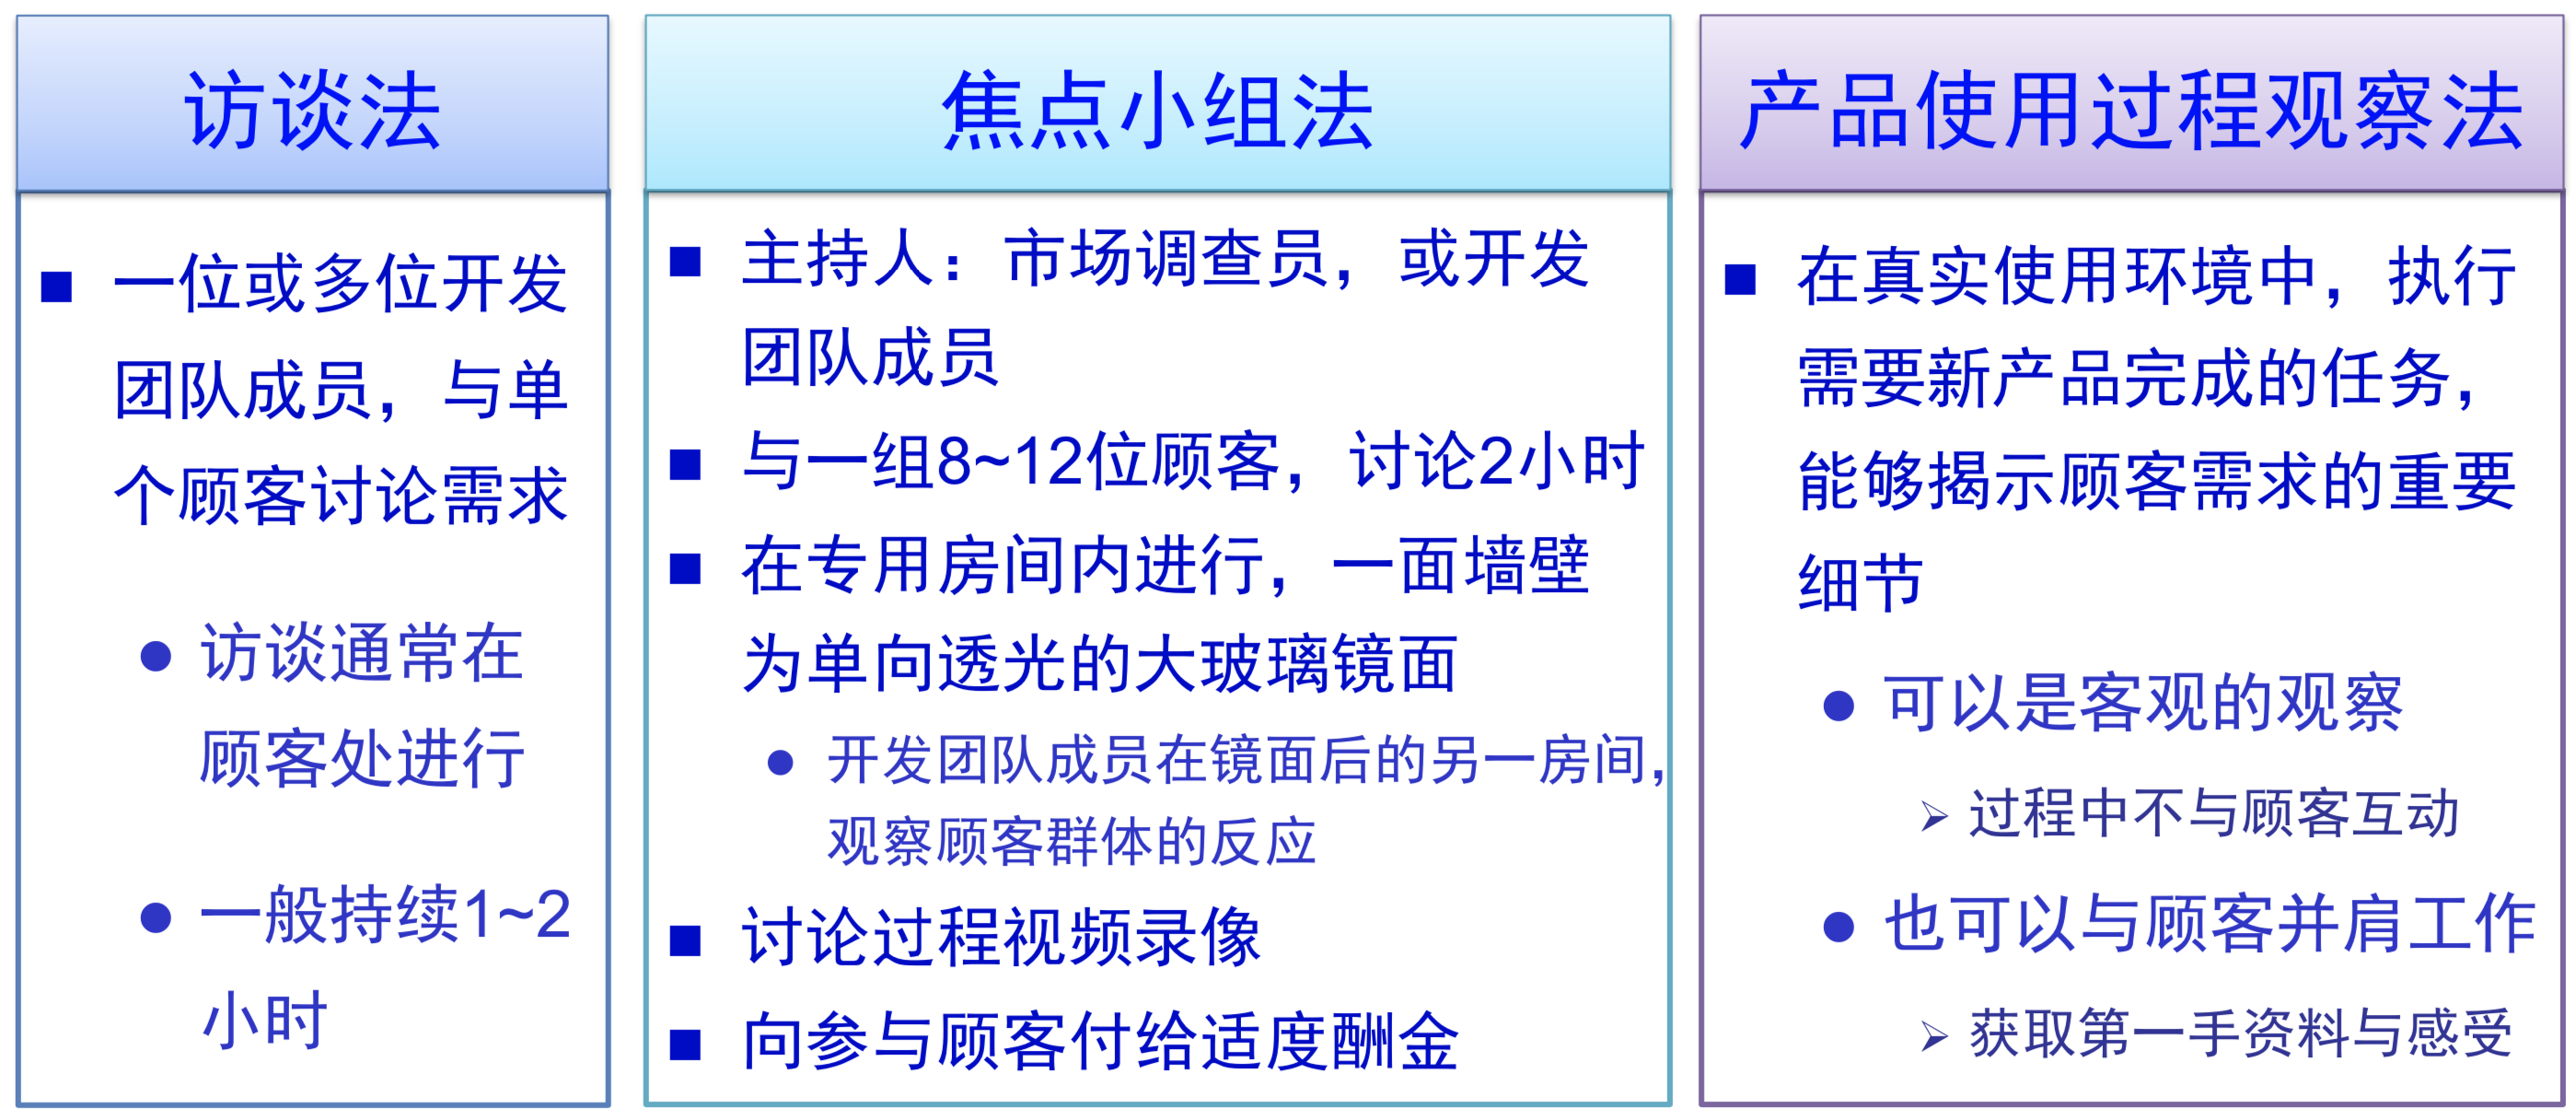 访谈法
■ 一位或多位开发
团队成员，与单
个顾客讨论需求
● 访谈通常在
顾客处进行
● 一般持续1~2
小时
焦点小组法
■ 主持人：市场调查员，或开发
团队成员
■ 与一组8~12位顾客，讨论2小时
■ 在专用房间内进行，一面墙壁
为单向透光的大玻璃镜面
● 开发团队成员在镜面后的另一房间，
观察顾客群体的反应
■ 讨论过程视频录像
■ 向参与顾客付给适度酬金
产品使用过程观察法
■ 在真实使用环境中，执行
需要新产品完成的任务，
能够揭示顾客需求的重要
细节
● 可以是客观的观察
➢ 过程中不与顾客互动
● 也可以与顾客并肩工作
➢ 获取第一手资料与感受